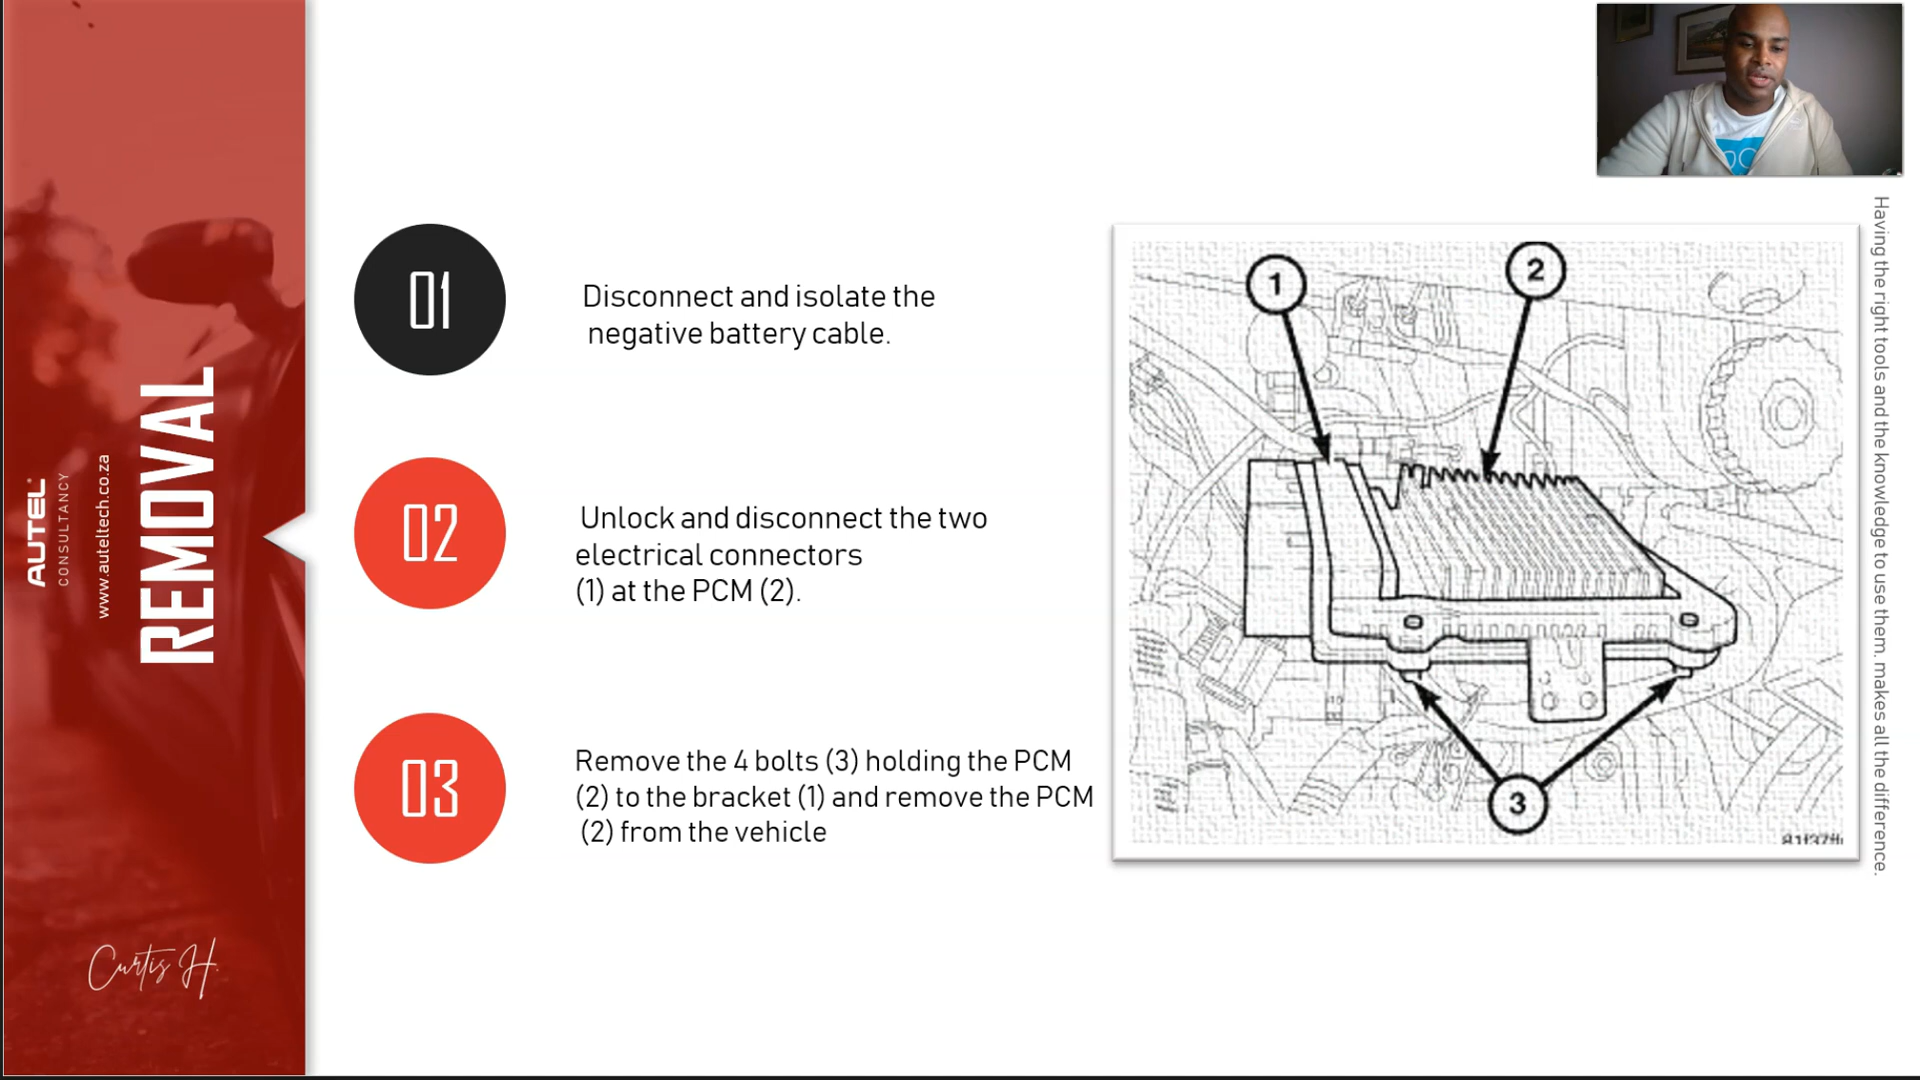 AUTEL
CONSULTANCY
www.auteltech.co.za
REMOVAL
Curtis H.
01
Disconnect and isolate the
negative battery cable.
02
Unlock and disconnect the two
electrical connectors
(1) at the PCM (2).
03
Remove the 4 bolts (3) holding the PCM
(2) to the bracket (1) and remove the PCM
(2) from the vehicle
1
2
3
Having the right tools and the knowledge to use them, makes all the difference.